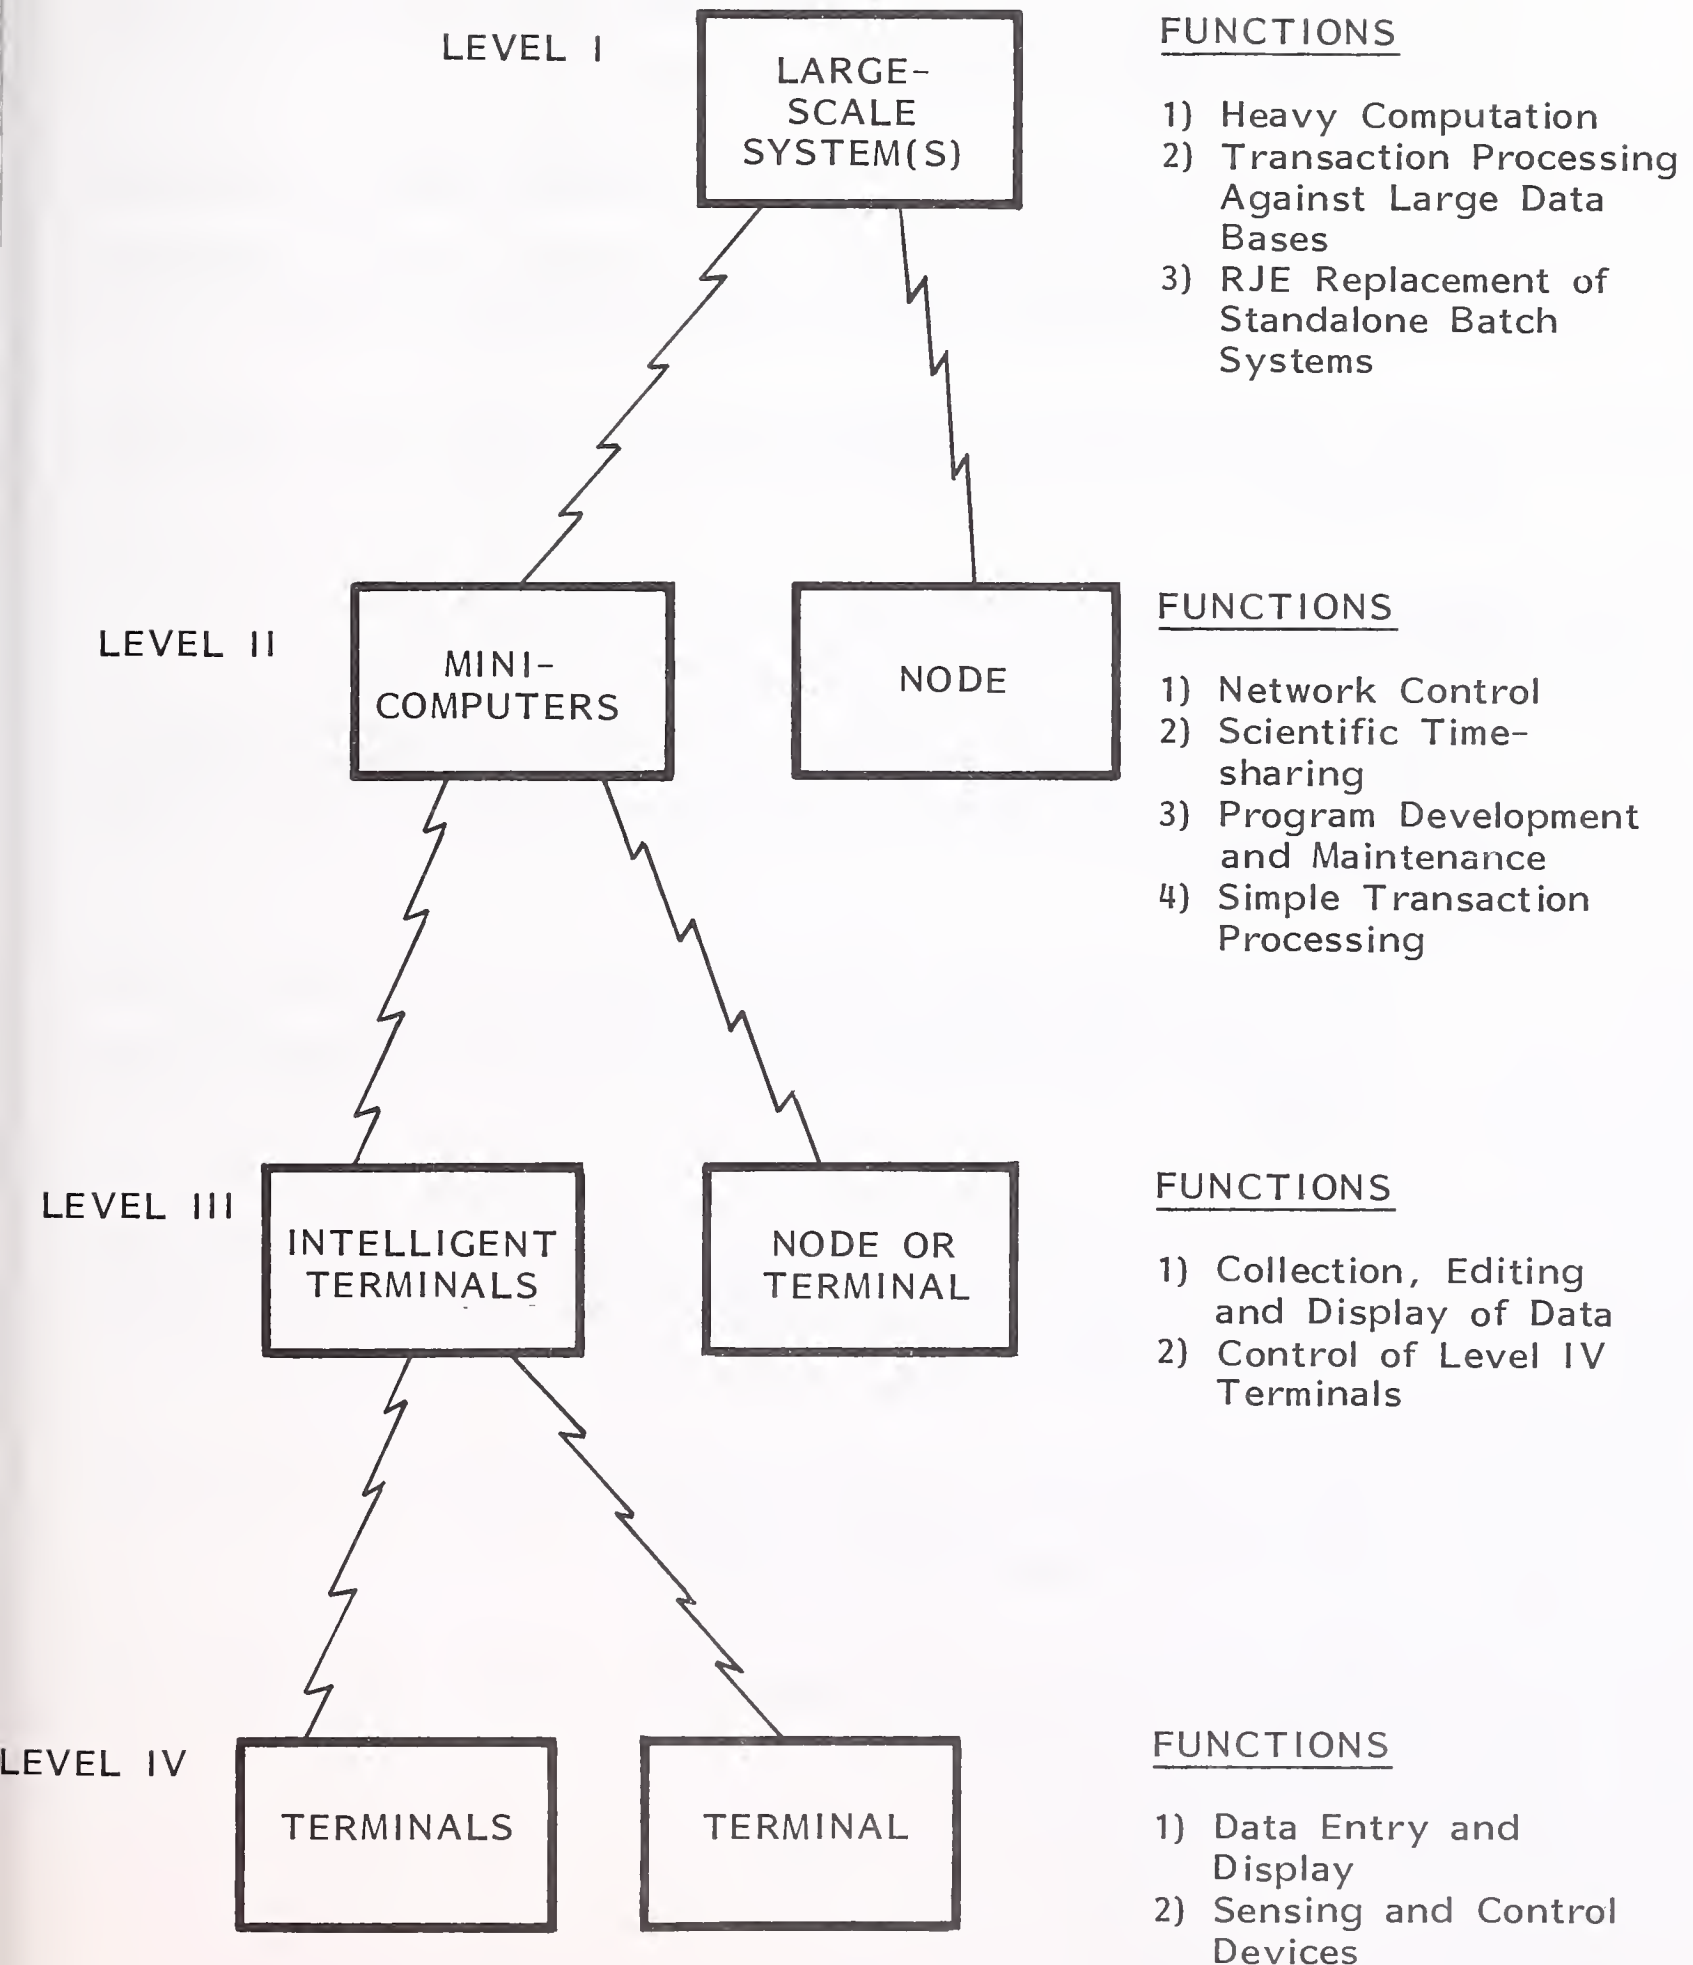 LEVEL I
LARGE-
SCALE
SYSTEM(S)
FUNCTIONS
1) Heavy Computation
2) Transaction Processing
Against Large Data
Bases
3) RJE Replacement of
Standalone Batch
Systems
LEVEL II
MINI-
COMPUTERS
NODE
FUNCTIONS
1) Network Control
2) Scientific Time-
sharing
3) Program Development
and Maintenance
4) Simple Transaction
Processing
LEVEL III
INTELLIGENT
TERMINALS
NODE OR
TERMINAL
FUNCTIONS
1) Collection, Editing
and Display of Data
2) Control of Level IV
Terminals
LEVEL IV
TERMINALS
TERMINAL
FUNCTIONS
1) Data Entry and
Display
2) Sensing and Control
Devices